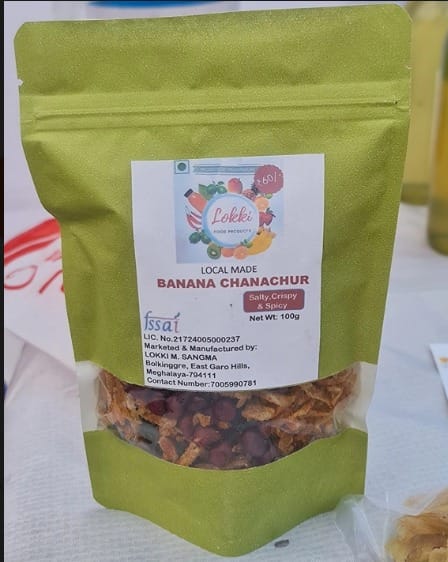 60/-
Lokki
FOOD PRODUCTS
LOCAL MADE
BANANA CHANACHUR
Salty, Crispy
& Spicy
Net Wt: 100g
fssai
LIC. No.21724005000237
Marketed & Manufactured by:
LOKKI M. SANGMA
Bolkinggre, East Garo Hills,
Meghalaya-794111
Contact Number:7005990781